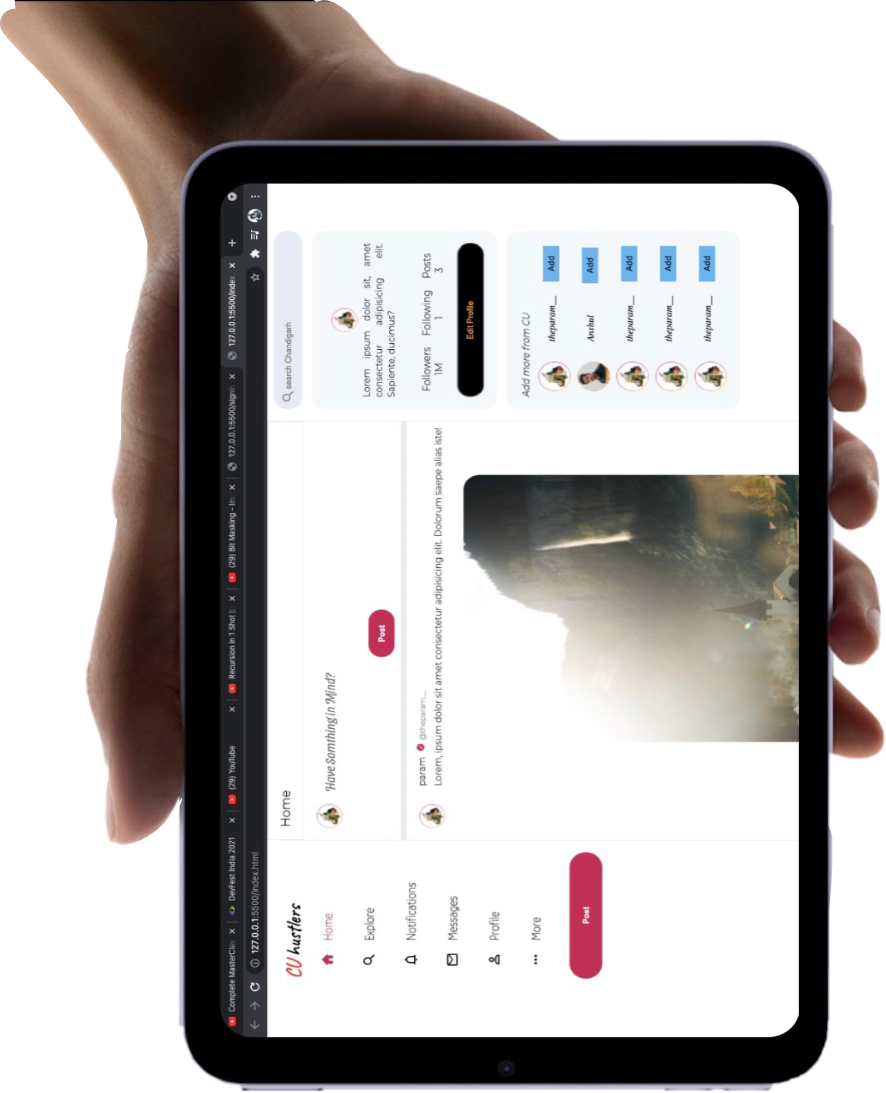 Complete MasterClas
DevFest India 2021
(29) YouTube
Recursion in 1 Shot |
(29) Bit Masking - Im
127.0.0.1:5500/signin
127.0.0.1:5500/index
127.0.0.1:5500/index.html
CU hustlers
Home
Explore
Notifications
Messages
Profile
More
Post
Home
Have Somthing in Mind?
Post
param @theparam__
Lorem, ipsum dolor sit amet consectetur adipisicing elit. Dolorum saepe alias iste!
search Chandigarh
Lorem ipsum dolor sit, amet
consectetur adipisicing elit.
Sapiente, ducimus?
Followers Following Posts
1M 1 3
Edit Profile
Add more from CU
theparam__ Add
Anshul Add
theparam__ Add
theparam__ Add
theparam__ Add